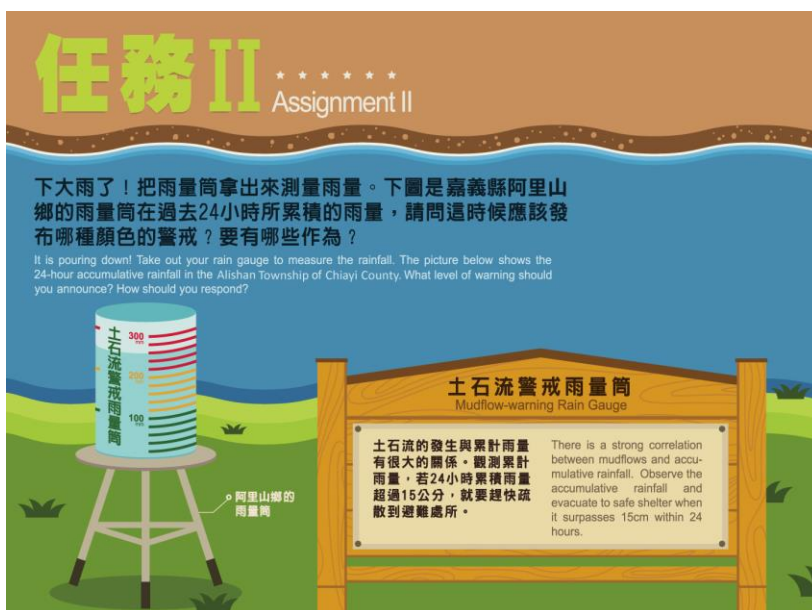 任務II
Assignment II
下大雨了！把雨量筒拿出來測量雨量。下圖是嘉義縣阿里山
鄉的雨量筒在過去24小時所累積的雨量，請問這時候應該發
布哪種顏色的警戒？要有哪些作為？
It is pouring down! Take out your rain gauge to measure the rainfall. The picture below shows the
24-hour accumulative rainfall in the Alishan Township of Chiayi County. What level of warning should
you announce? How should you respond?
土石流警戒雨量筒
300
mm
200
mm
100
mm
阿里山鄉的
雨量筒
土石流警戒雨量筒
Mudflow-warning Rain Gauge
土石流的發生與累計雨量
有很大的關係。觀測累計
雨量，若24小時累積雨量
超過15公分，就要趕快疏
散到避難處所。
There is a strong correlation
between mudflows and accu-
mulative rainfall. Observe the
accumulative rainfall and
evacuate to safe shelter when
it surpasses 15cm within 24
hours.